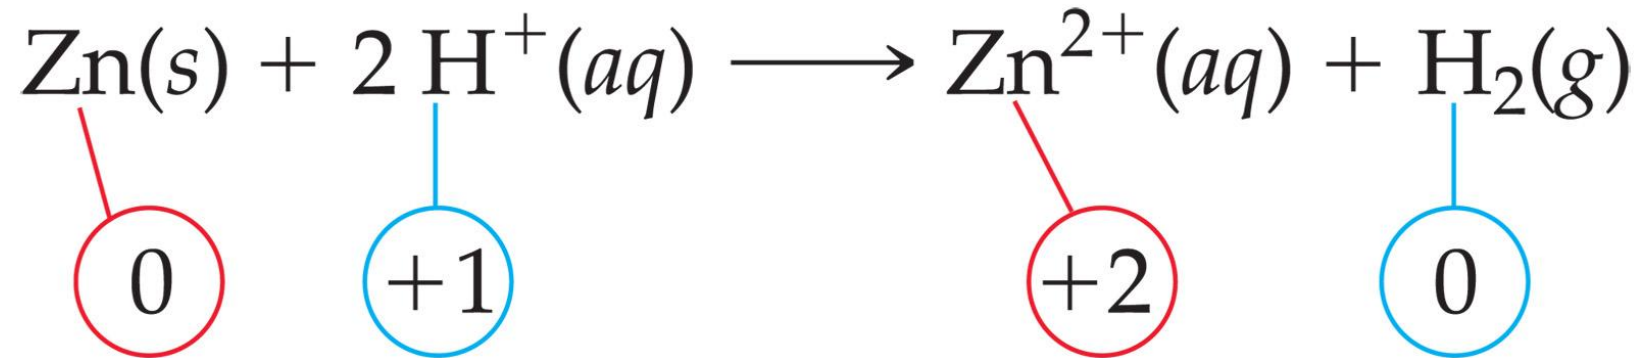 Zn(s) + 2 H⁺(aq) ⟶ Zn²⁺(aq) + H₂(g)
0 +1 +2 0